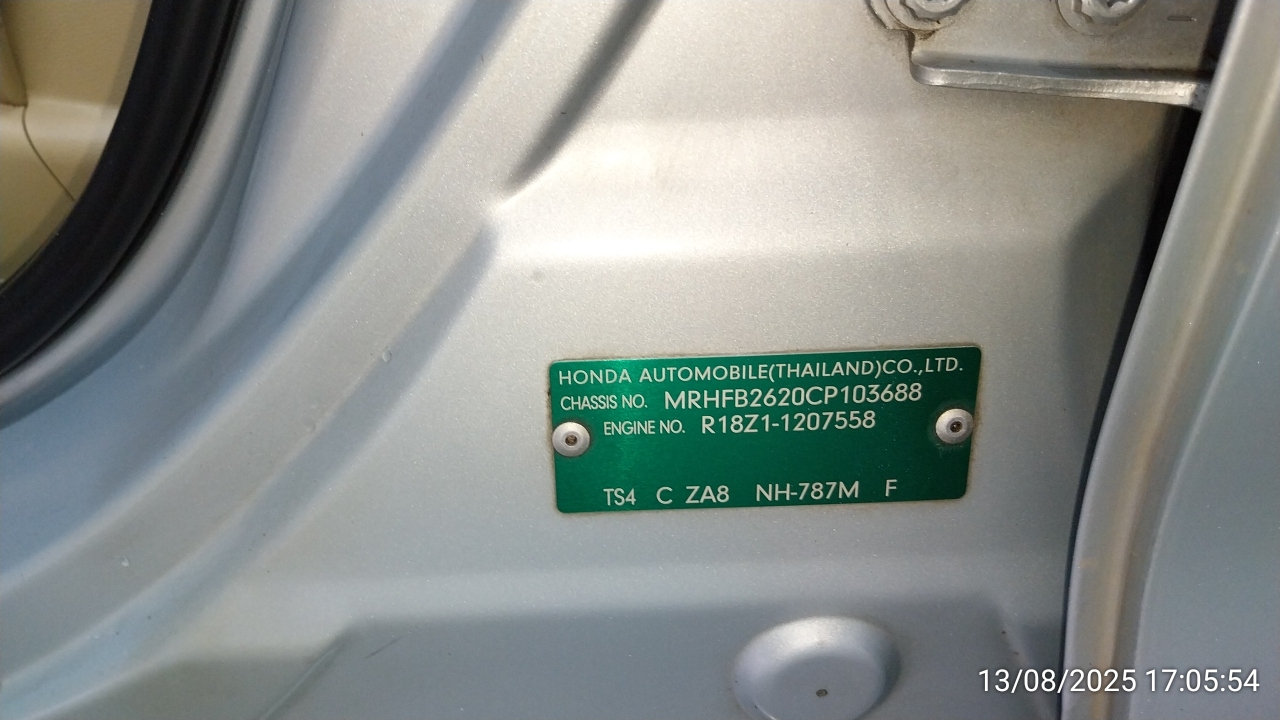 HONDA AUTOMOBILE(THAILAND)CO.,LTD.
CHASSIS NO. MRHFB2620CP103688
ENGINE NO. R18Z1-1207558
TS4 C ZA8 NH-787M F
13/08/2025 17:05:54